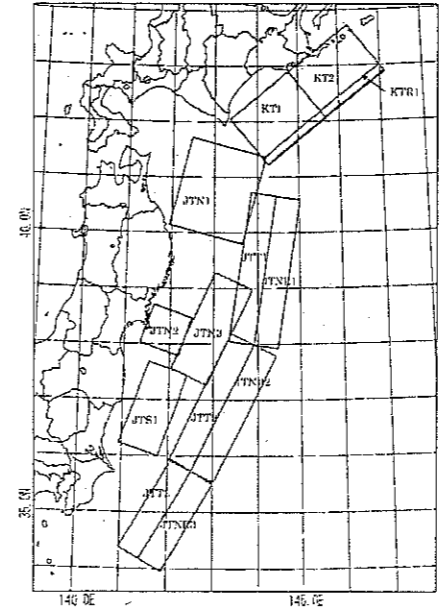 KT2
KT1
KTR1
JTN1
40.0N
JTT1
JTNR1
JTN2
JTN3
JTNR2
JTS1
JTT2
35.0N
JTT3
JTNR3
140.0E
145.0E